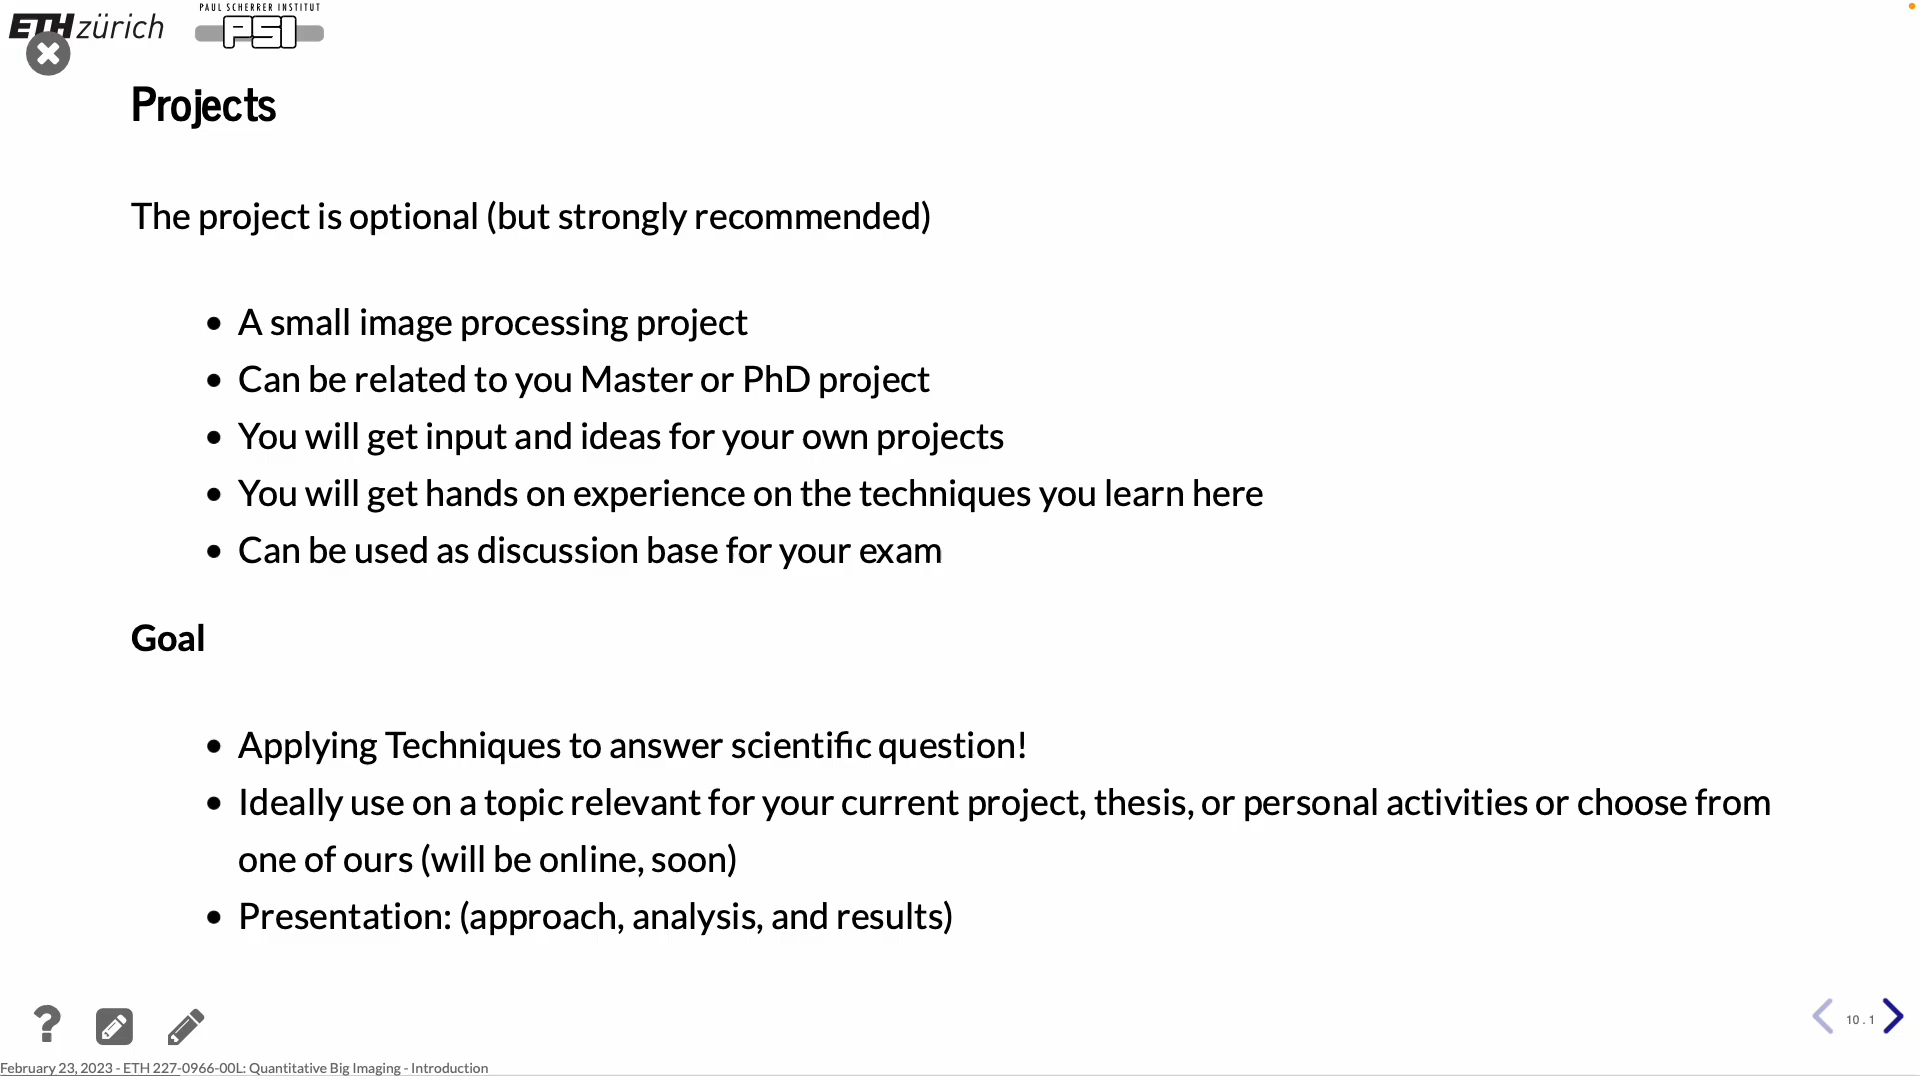 ETH zürich
PAUL SCHERRER INSTITUT
PSI
Projects
The project is optional (but strongly recommended)
• A small image processing project
• Can be related to you Master or PhD project
• You will get input and ideas for your own projects
• You will get hands on experience on the techniques you learn here
• Can be used as discussion base for your exam
Goal
• Applying Techniques to answer scientific question!
• Ideally use on a topic relevant for your current project, thesis, or personal activities or choose from
one of ours (will be online, soon)
• Presentation: (approach, analysis, and results)
10 . 1
February 23, 2023 - ETH 227-0966-00L: Quantitative Big Imaging - Introduction